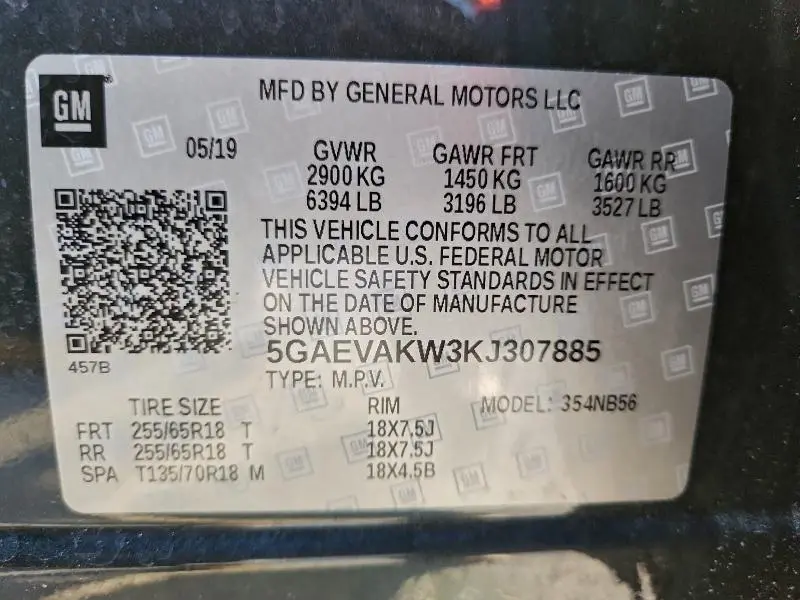 GM
MFD BY GENERAL MOTORS LLC
05/19 GVWR GAWR FRT GAWR RR
2900 KG 1450 KG 1600 KG
6394 LB 3196 LB 3527 LB
THIS VEHICLE CONFORMS TO ALL
APPLICABLE U.S. FEDERAL MOTOR
VEHICLE SAFETY STANDARDS IN EFFECT
ON THE DATE OF MANUFACTURE
SHOWN ABOVE.
457B
5GAEVAKW3KJ307885
TYPE: M.P.V.
TIRE SIZE RIM MODEL: 354NB56
FRT 255/65R18 T 18X7.5J
RR 255/65R18 T 18X7.5J
SPA T135/70R18 M 18X4.5B